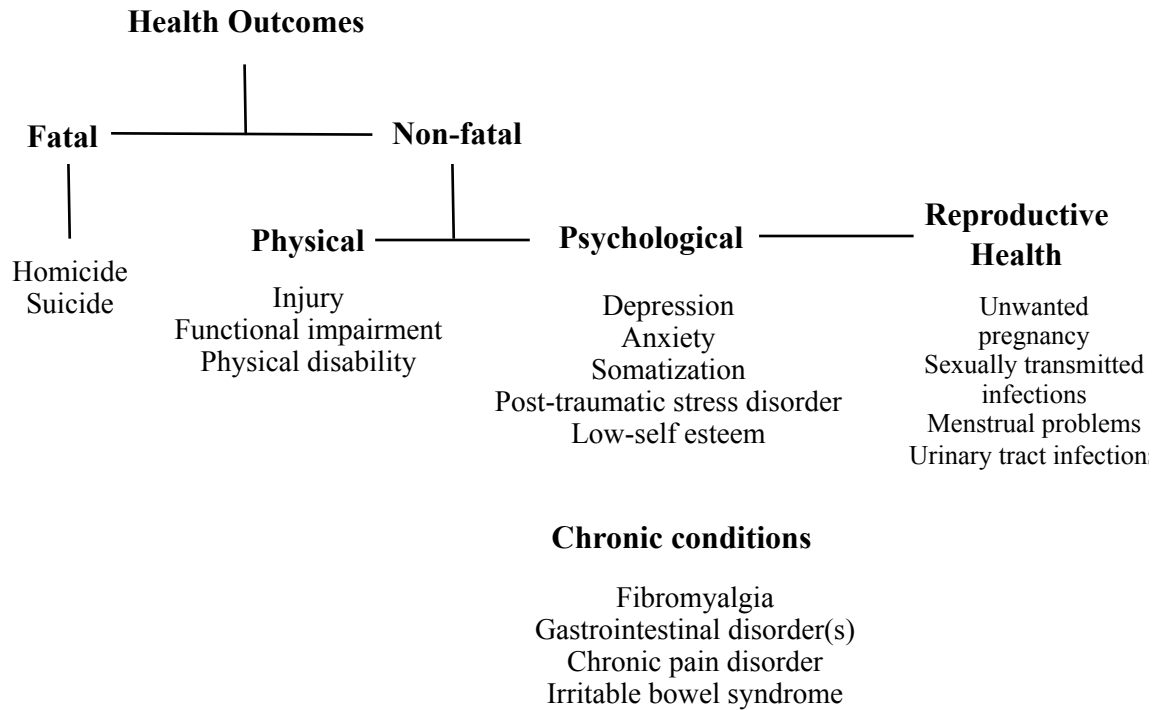 Health Outcomes
Fatal
Non-fatal
Homicide
Suicide
Physical
Injury
Functional impairment
Physical disability
Psychological
Depression
Anxiety
Somatization
Post-traumatic stress disorder
Low-self esteem
Reproductive
Health
Unwanted
pregnancy
Sexually transmitted
infections
Menstrual problems
Urinary tract infections
Chronic conditions
Fibromyalgia
Gastrointestinal disorder(s)
Chronic pain disorder
Irritable bowel syndrome